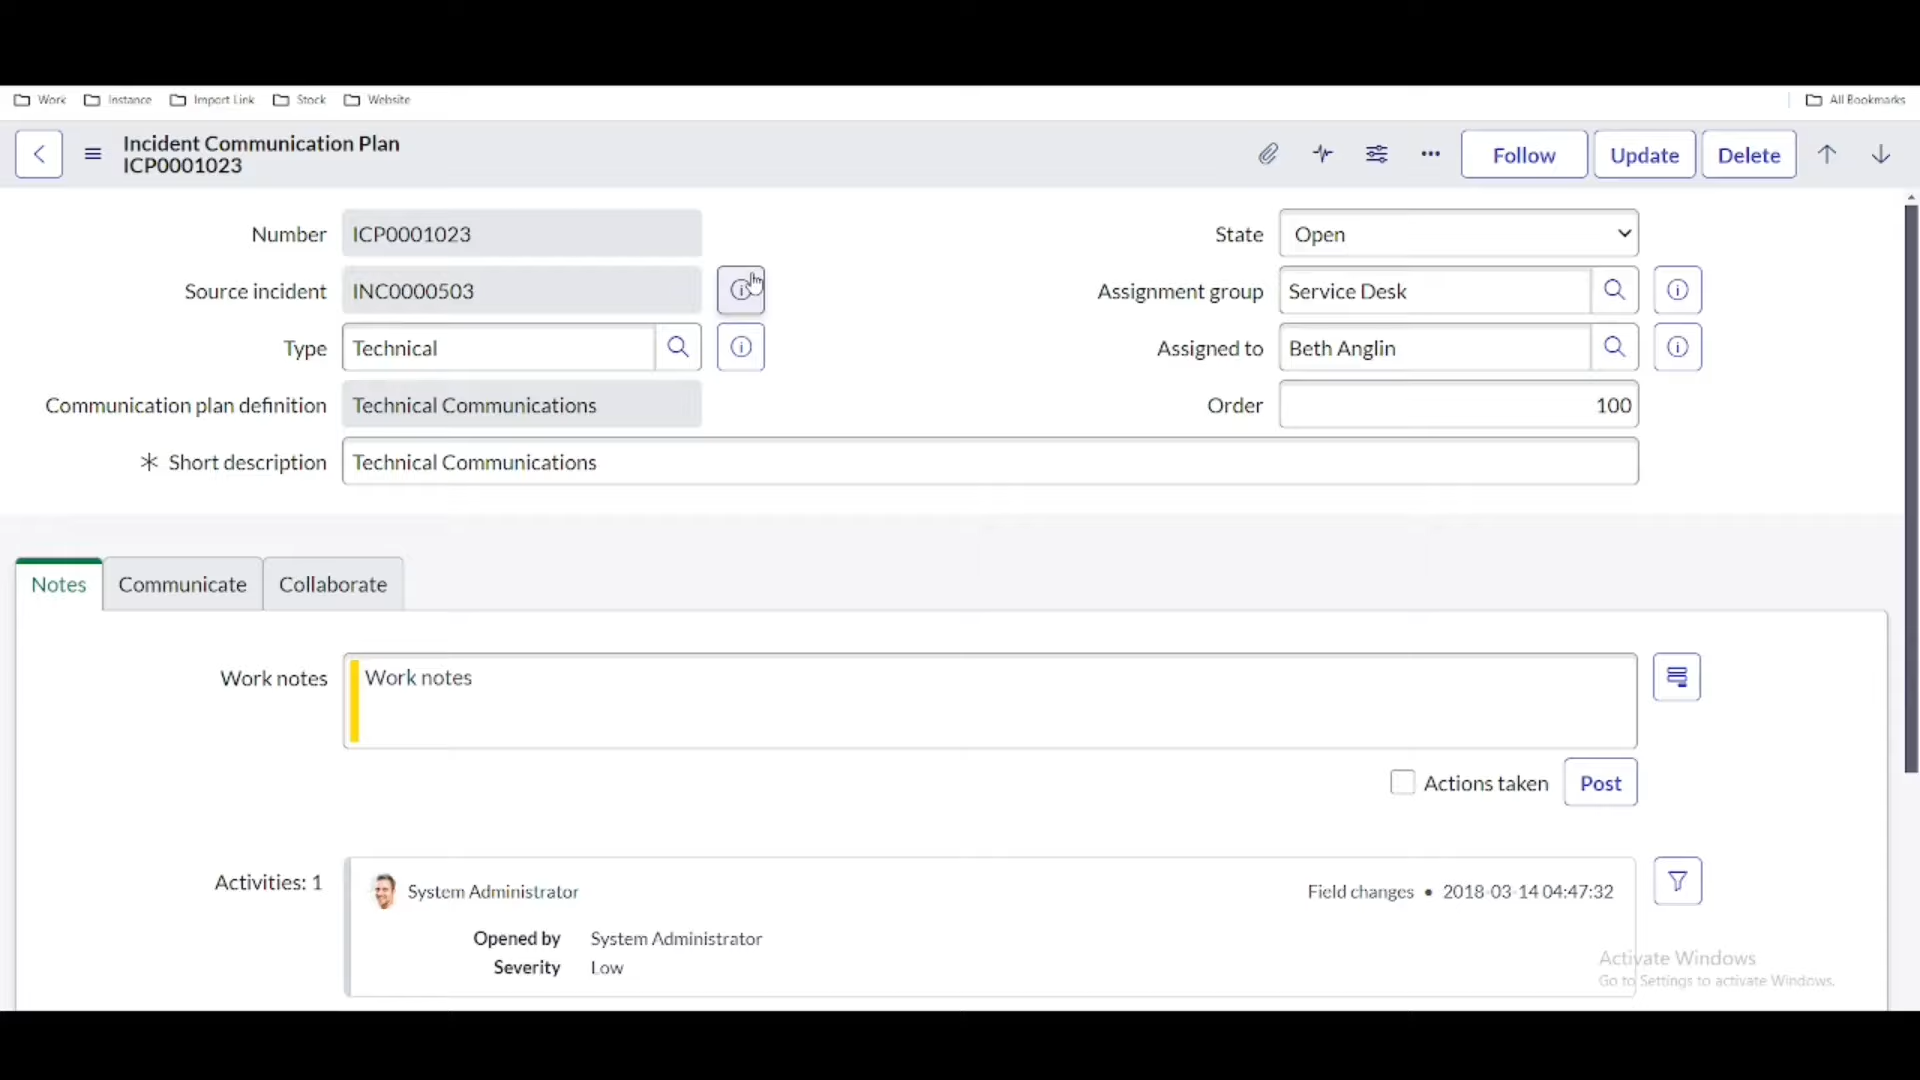 Work Instance Import Link Stock Website All Bookmarks
Incident Communication Plan
ICP0001023
Follow Update Delete
Number ICP0001023 State Open
Source incident INC0000503 Assignment group Service Desk
Type Technical Assigned to Beth Anglin
Communication plan definition Technical Communications Order 100
Short description Technical Communications
Notes Communicate Collaborate
Work notes Work notes
Actions taken Post
Activities: 1 System Administrator Field changes • 2018-03-14 04:47:32
Opened by System Administrator
Severity Low
Activate Windows
Go to Settings to activate Windows.